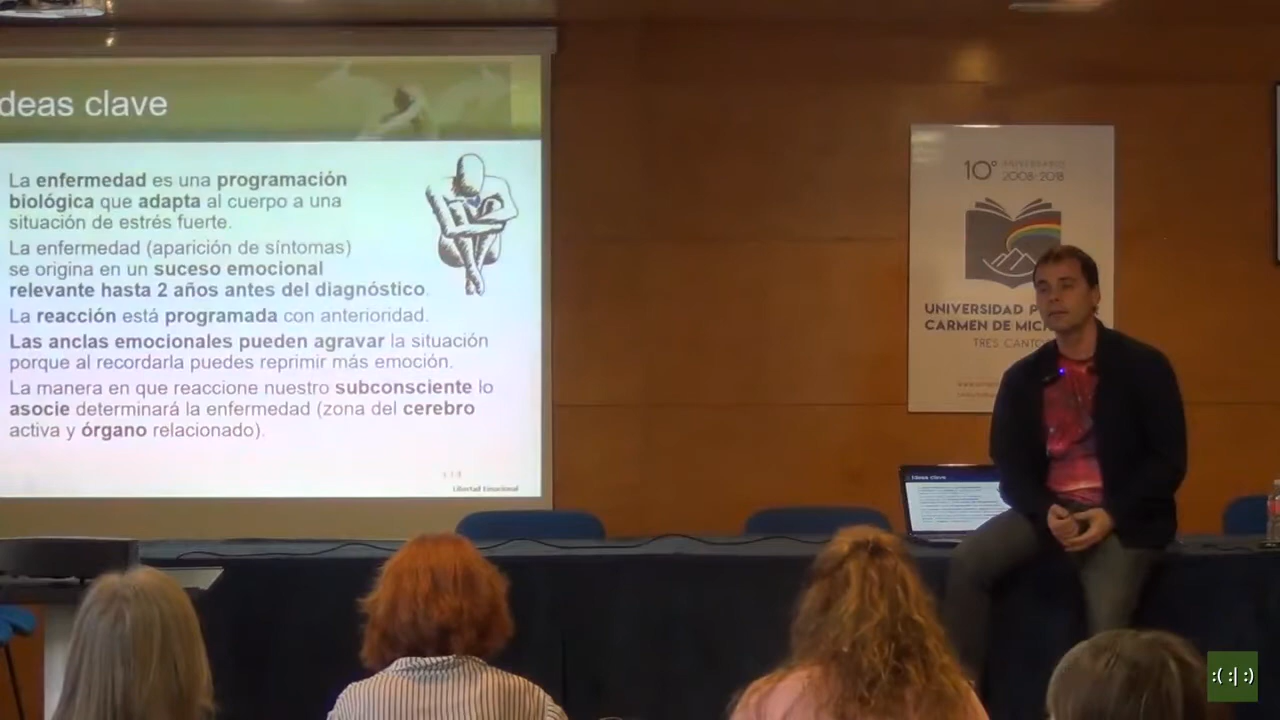 deas clave
La enfermedad es una programación
biológica que adapta al cuerpo a una
situación de estrés fuerte.
La enfermedad (aparición de síntomas)
se origina en un suceso emocional
relevante hasta 2 años antes del diagnóstico.
La reacción está programada con anterioridad.
Las anclas emocionales pueden agravar la situación
porque al recordarla puedes reprimir más emoción.
La manera en que reaccione nuestro subconsciente lo
asocie determinará la enfermedad (zona del cerebro
activa y órgano relacionado).
Libertad Emocional
10º ANIVERSARIO
2008-2018
UNIVERSIDAD P
CARMEN DE MIC
TRES CANTOS
Ideas clave
:( :| :)